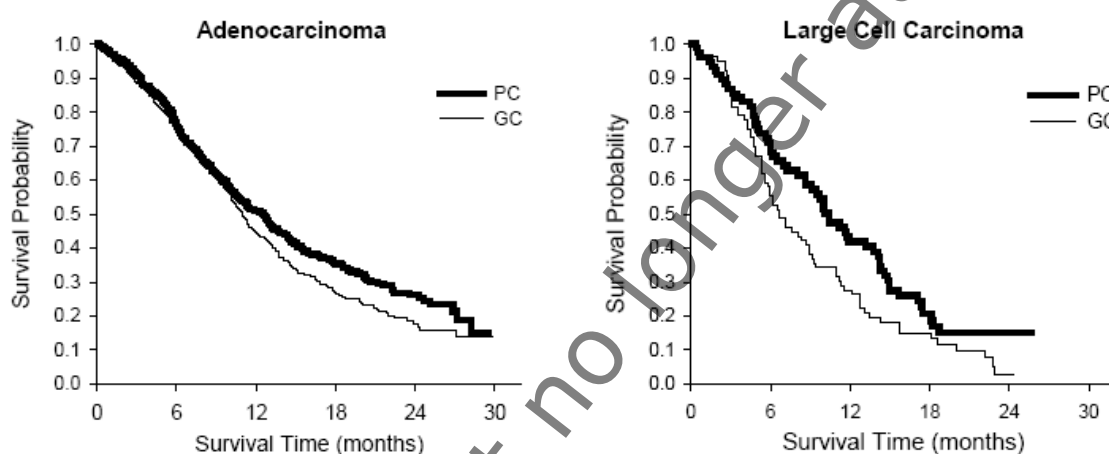 Adenocarcinoma
1.0
0.9
0.8
0.7
0.6
0.5
0.4
0.3
0.2
0.1
0.0
Survival Probability
PC
GC
0 6 12 18 24 30
Survival Time (months)
Large Cell Carcinoma
1.0
0.9
0.8
0.7
0.6
0.5
0.4
0.3
0.2
0.1
0.0
Survival Probability
PC
GC
0 6 12 18 24 30
Survival Time (months)
no longer